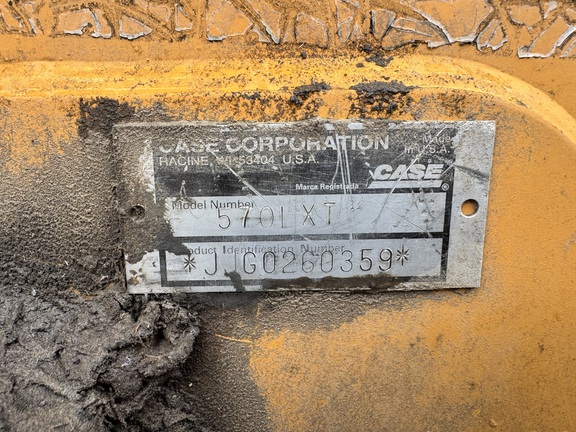 CASE CORPORATION
RACINE, WI 53404 U.S.A.
Made in U.S.A.
Marca Registrada
CASE
Model Number
570LXT
Product Identification Number
*JJG0260359*